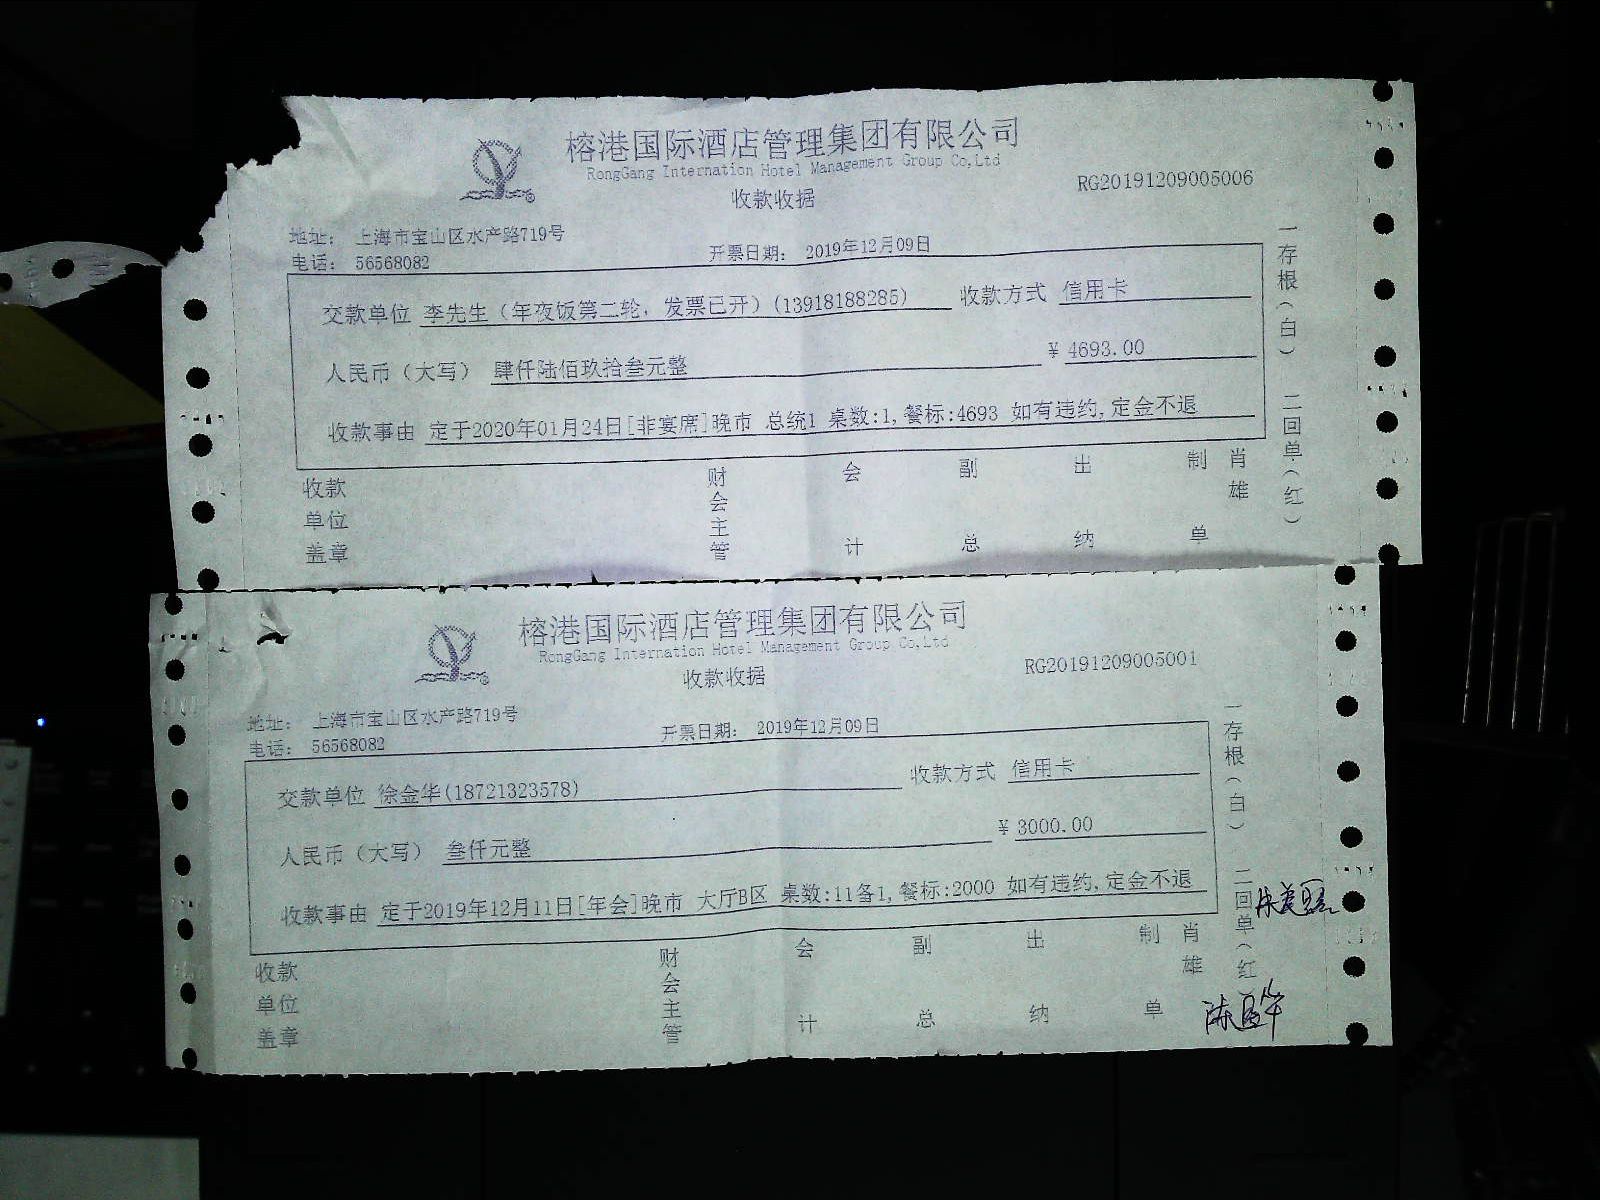 榕港国际酒店管理集团有限公司
RongGang Internation Hotel Management Group Co,Ltd
收款收据
RG20191209005006
地址: 上海市宝山区水产路719号
电话: 56568082
开票日期: 2019年12月09日
交款单位 李先生(年夜饭第二轮,发票已开)(13918188285) 收款方式 信用卡
人民币(大写) 肆仟陆佰玖拾叁元整 ¥ 4693.00
收款事由 定于2020年01月24日[非宴席]晚市 总统1 桌数:1,餐标:4693 如有违约,定金不退
收款单位盖章 财会主管 会计 副总 出纳 制单 肖雄
一存根(白) 二回单(红)
榕港国际酒店管理集团有限公司
RongGang Internation Hotel Management Group Co,Ltd
收款收据
RG20191209005001
地址: 上海市宝山区水产路719号
电话: 56568082
开票日期: 2019年12月09日
交款单位 徐金华(18721323578) 收款方式 信用卡
人民币(大写) 叁仟元整 ¥ 3000.00
收款事由 定于2019年12月11日[年会]晚市 大厅B区 桌数:11备1,餐标:2000 如有违约,定金不退
收款单位盖章 财会主管 会计 副总 出纳 制单 肖雄
一存根(白) 二回单(红)